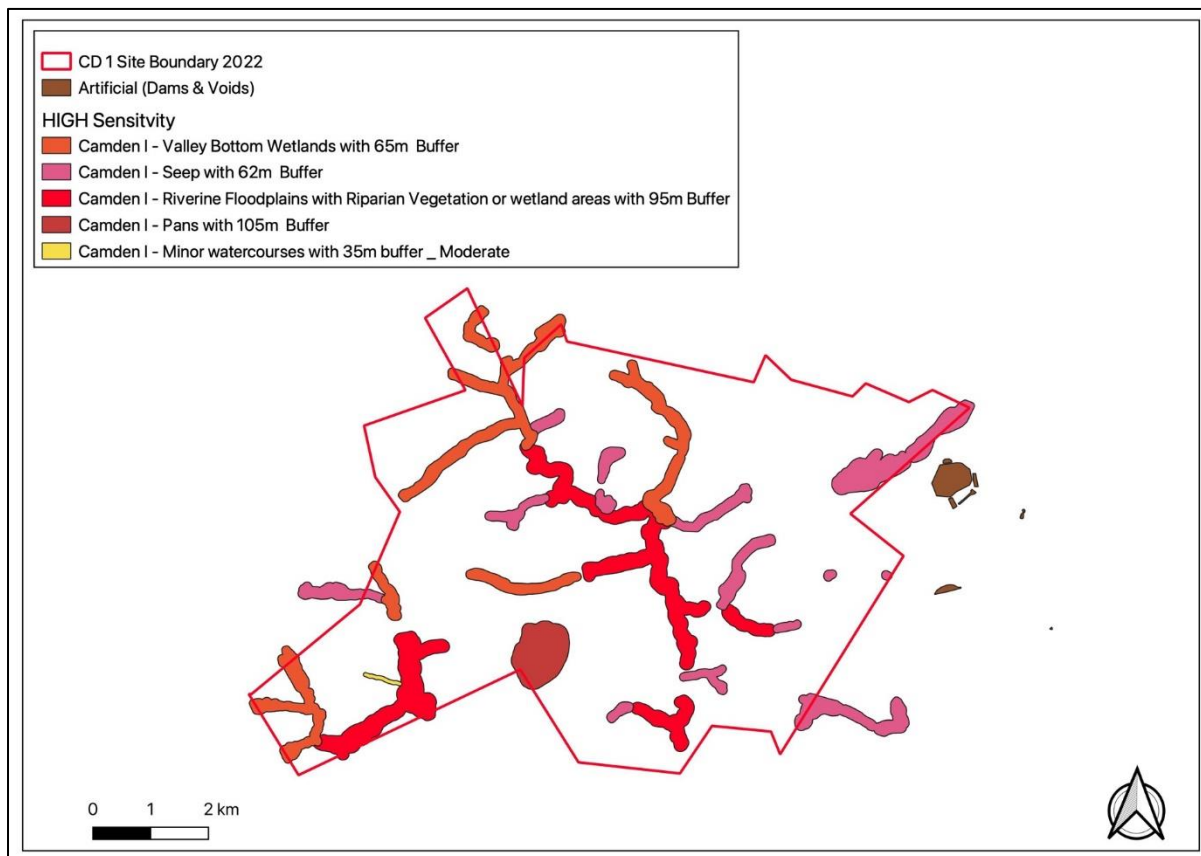 CD 1 Site Boundary 2022
Artificial (Dams & Voids)
HIGH Sensitvity
Camden I - Valley Bottom Wetlands with 65m Buffer
Camden I - Seep with 62m Buffer
Camden I - Riverine Floodplains with Riparian Vegetation or wetland areas with 95m Buffer
Camden I - Pans with 105m Buffer
Camden I - Minor watercourses with 35m buffer _ Moderate
0 1 2 km